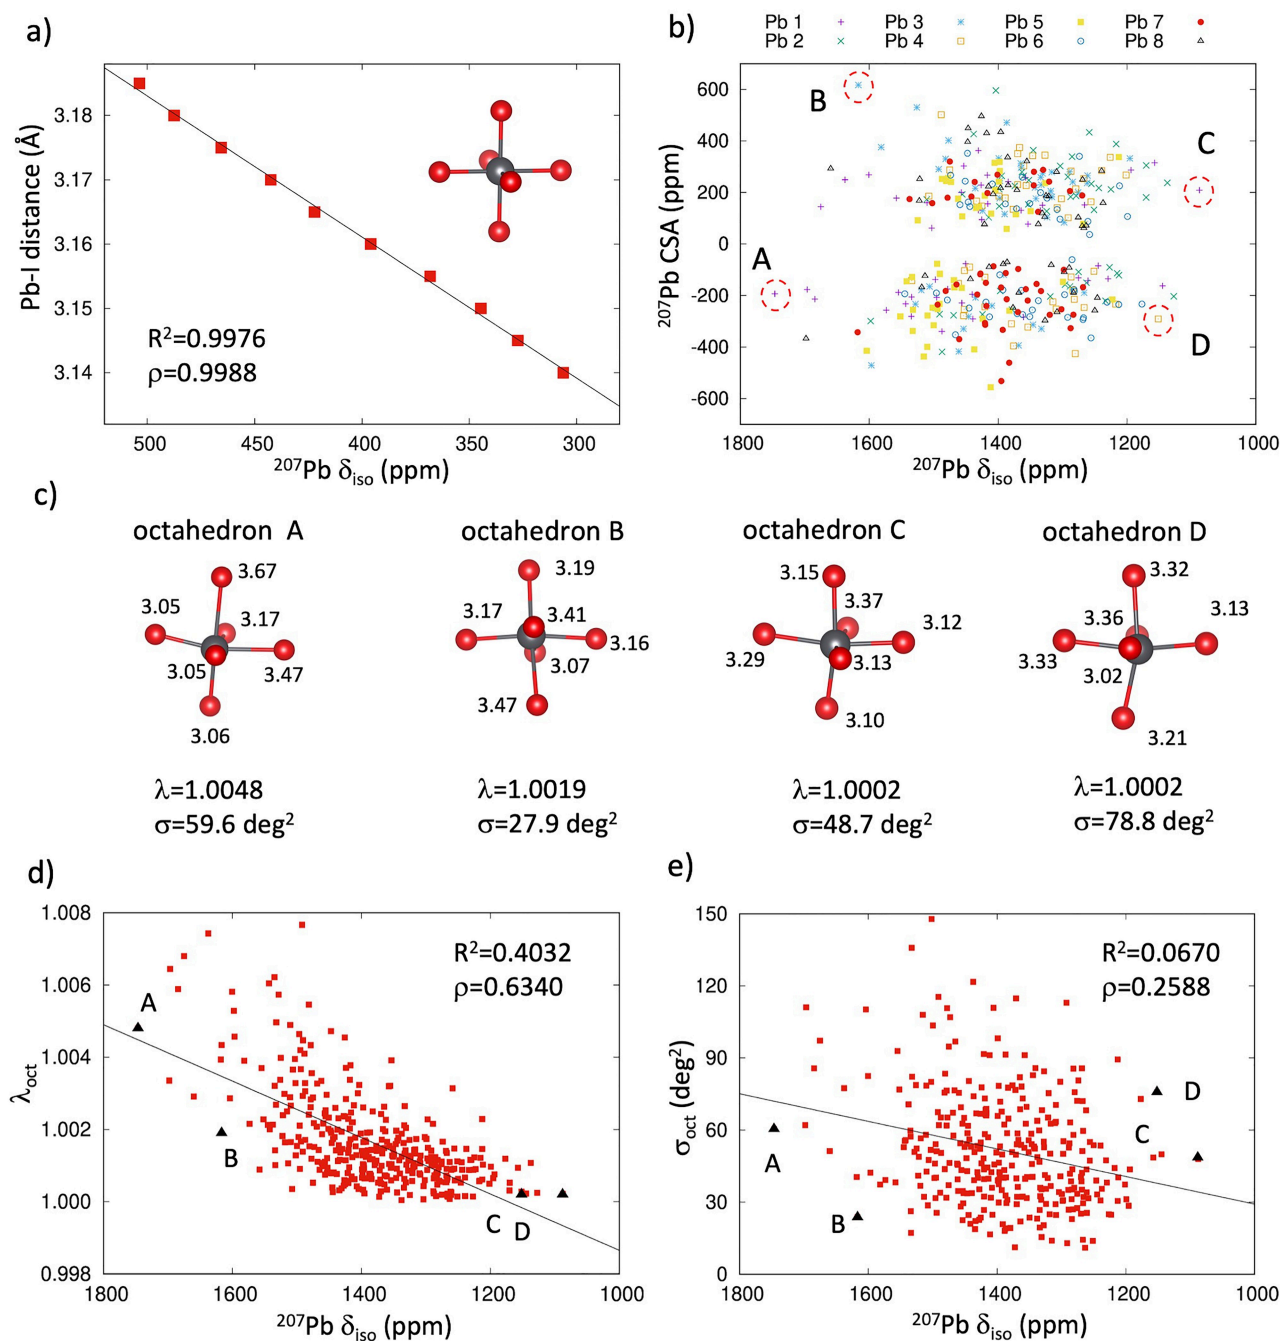 a)
Pb-I distance (Å)
3.18
3.17
3.16
3.15
3.14
R²=0.9976
ρ=0.9988
500 450 400 350 300
²⁰⁷Pb δiso (ppm)
b)
Pb 1 Pb 3 Pb 5 Pb 7
Pb 2 Pb 4 Pb 6 Pb 8
²⁰⁷Pb CSA (ppm)
600
400
200
0
-200
-400
-600
B
C
A
D
1800 1600 1400 1200 1000
²⁰⁷Pb δiso (ppm)
c)
octahedron A
3.67
3.05
3.17
3.05
3.47
3.06
λ=1.0048
σ=59.6 deg²
octahedron B
3.19
3.17
3.41
3.16
3.07
3.47
λ=1.0019
σ=27.9 deg²
octahedron C
3.15
3.37
3.12
3.29
3.13
3.10
λ=1.0002
σ=48.7 deg²
octahedron D
3.32
3.36
3.13
3.33
3.02
3.21
λ=1.0002
σ=78.8 deg²
d)
λoct
1.008
1.006
1.004
1.002
1.000
0.998
R²=0.4032
ρ=0.6340
A
B
C D
1800 1600 1400 1200 1000
²⁰⁷Pb δiso (ppm)
e)
σoct (deg²)
150
120
90
60
30
0
R²=0.0670
ρ=0.2588
D
C
A
B
1800 1600 1400 1200 1000
²⁰⁷Pb δiso (ppm)